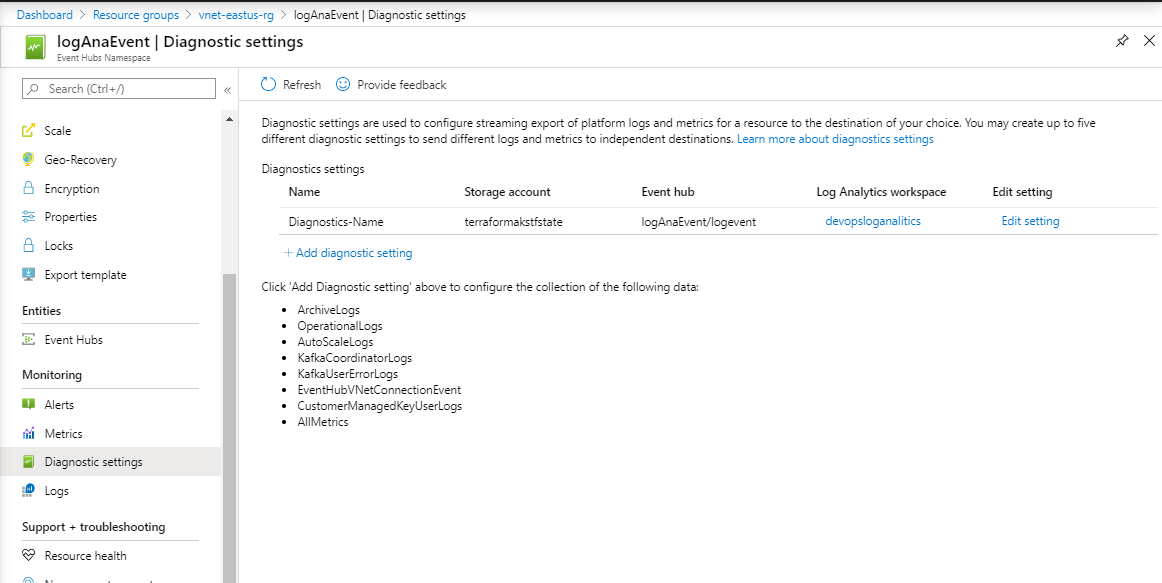 Dashboard > Resource groups > vnet-eastus-rg > logAnaEvent | Diagnostic settings
logAnaEvent | Diagnostic settings
Event Hubs Namespace
Search (Ctrl+/)
«
Scale
Geo-Recovery
Encryption
Properties
Locks
Export template
Entities
Event Hubs
Monitoring
Alerts
Metrics
Diagnostic settings
Logs
Support + troubleshooting
Resource health
Refresh Provide feedback
Diagnostic settings are used to configure streaming export of platform logs and metrics for a resource to the destination of your choice. You may create up to five
different diagnostic settings to send different logs and metrics to independent destinations. Learn more about diagnostics settings
Diagnostics settings
Name Storage account Event hub Log Analytics workspace Edit setting
Diagnostics-Name terraformakstfstate logAnaEvent/logevent devopsloganalitics Edit setting
+ Add diagnostic setting
Click 'Add Diagnostic setting' above to configure the collection of the following data:
• ArchiveLogs
• OperationalLogs
• AutoScaleLogs
• KafkaCoordinatorLogs
• KafkaUserErrorLogs
• EventHubVNetConnectionEvent
• CustomerManagedKeyUserLogs
• AllMetrics